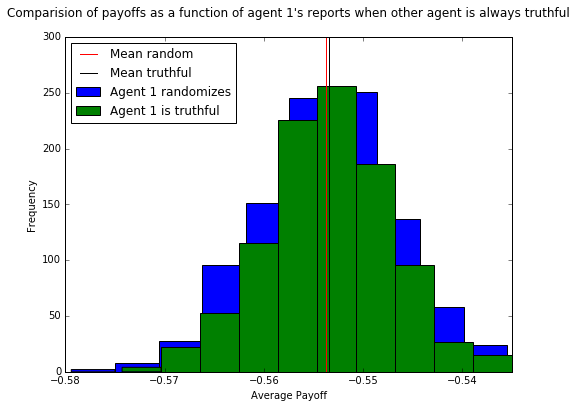 Comparision of payoffs as a function of agent 1's reports when other agent is always truthful
300
250
200
150
100
50
0
Frequency
Mean random
Mean truthful
Agent 1 randomizes
Agent 1 is truthful
−0.58 −0.57 −0.56 −0.55 −0.54
Average Payoff